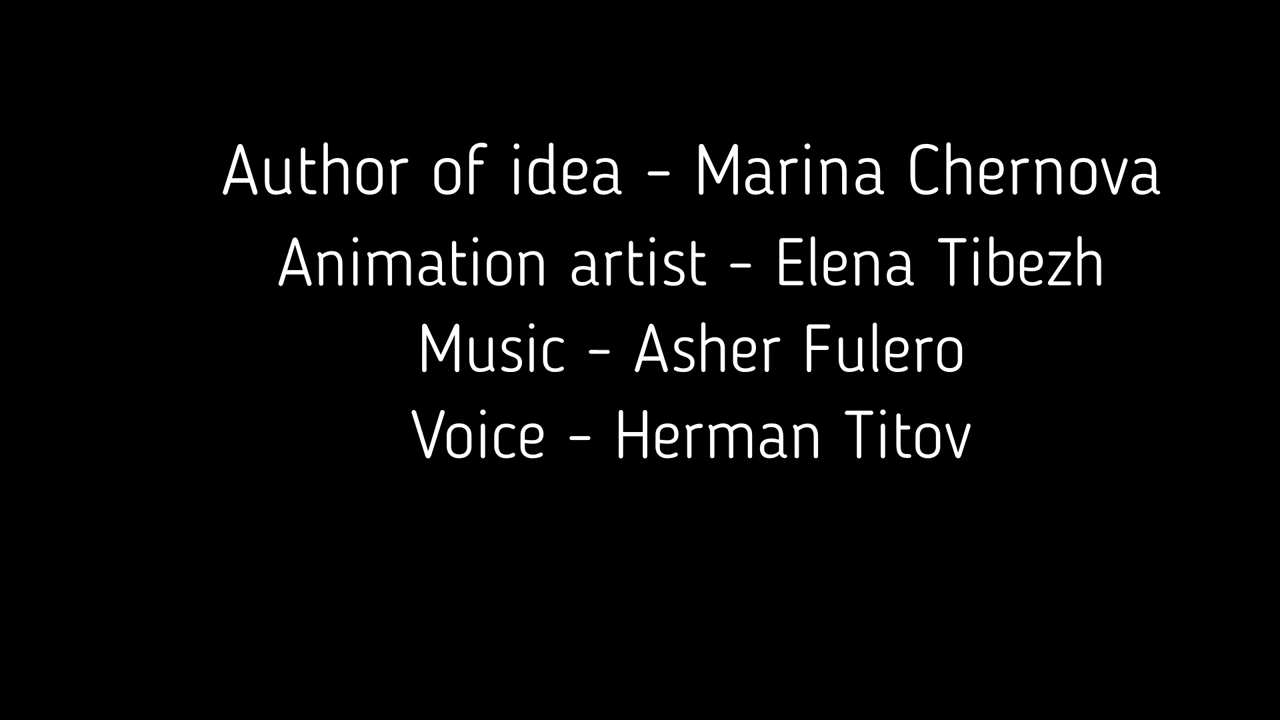 Author of idea - Marina Chernova
Animation artist - Elena Tibezh
Music - Asher Fulero
Voice - Herman Titov